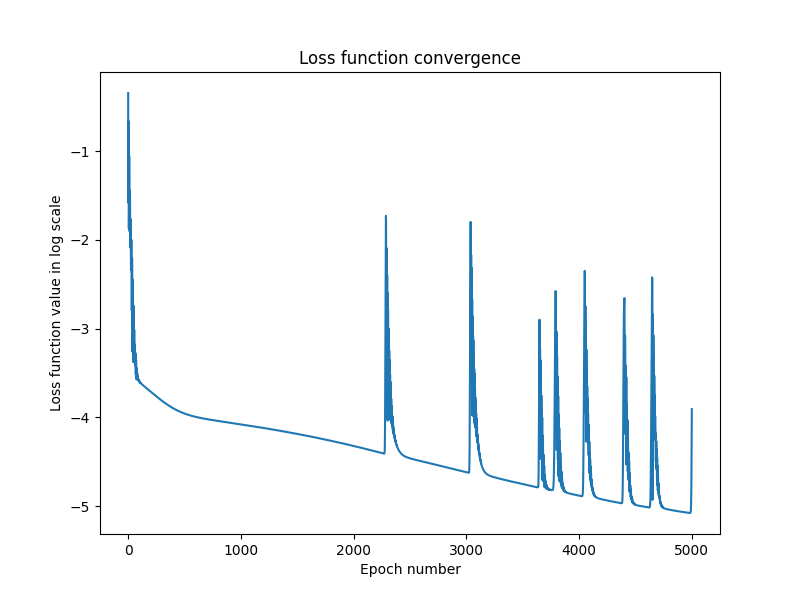 Loss function convergence
Loss function value in log scale
−1
−2
−3
−4
−5
0 1000 2000 3000 4000 5000
Epoch number